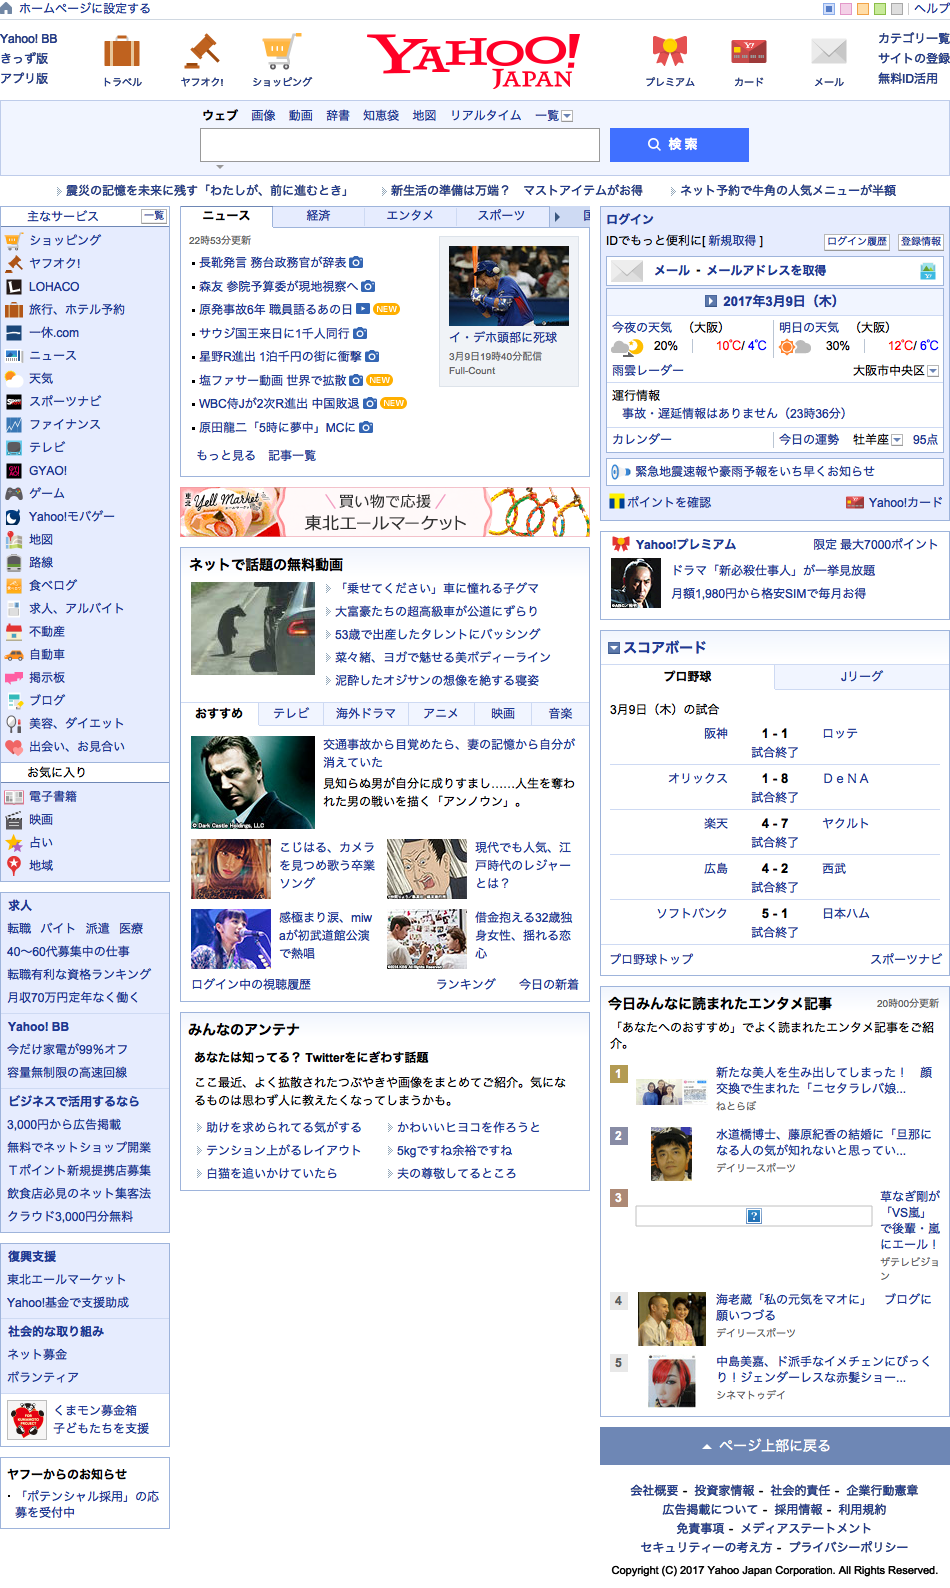 ホームページに設定する
ヘルプ
Yahoo! BB
きっず版
アプリ版
トラベル
ヤフオク!
ショッピング
YAHOO!
JAPAN
プレミアム
カード
メール
カテゴリ一覧
サイトの登録
無料ID活用
ウェブ 画像 動画 辞書 知恵袋 地図 リアルタイム 一覧
検索
震災の記憶を未来に残す「わたしが、前に進むとき」
新生活の準備は万端？ マストアイテムがお得
ネット予約で牛角の人気メニューが半額
主なサービス 一覧
ショッピング
ヤフオク!
LOHACO
旅行、ホテル予約
一休.com
ニュース
天気
スポーツナビ
ファイナンス
テレビ
GYAO!
ゲーム
Yahoo!モバゲー
地図
路線
食べログ
求人、アルバイト
不動産
自動車
掲示板
ブログ
美容、ダイエット
出会い、お見合い
お気に入り
電子書籍
映画
占い
地域
求人
転職 バイト 派遣 医療
40～60代募集中の仕事
転職有利な資格ランキング
月収70万円定年なく働く
Yahoo! BB
今だけ家電が99%オフ
容量無制限の高速回線
ビジネスで活用するなら
3,000円から広告掲載
無料でネットショップ開業
Ｔポイント新規提携店募集
飲食店必見のネット集客法
クラウド3,000円分無料
復興支援
東北エールマーケット
Yahoo!基金で支援助成
社会的な取り組み
ネット募金
ボランティア
くまモン募金箱
子どもたちを支援
ヤフーからのお知らせ
「ポテンシャル採用」の応
募を受付中
ニュース 経済 エンタメ スポーツ
22時53分更新
長靴発言 務台政務官が辞表
森友 参院予算委が現地視察へ
原発事故6年 職員語るあの日 NEW
サウジ国王来日に1千人同行
星野R進出 1泊千円の街に衝撃
塩ファサー動画 世界で拡散 NEW
WBC侍Jが2次R進出 中国敗退 NEW
原田龍二「5時に夢中」MCに
もっと見る 記事一覧
イ・デホ頭部に死球
3月9日19時40分配信
Full-Count
東北 Yell Market
買い物で応援
東北エールマーケット
ネットで話題の無料動画
「乗せてください」車に憧れる子グマ
大富豪たちの超高級車が公道にずらり
53歳で出産したタレントにバッシング
菜々緒、ヨガで魅せる美ボディーライン
泥酔したオジサンの想像を絶する寝姿
おすすめ テレビ 海外ドラマ アニメ 映画 音楽
© Dark Castle Holdings, LLC
交通事故から目覚めたら、妻の記憶から自分が
消えていた
見知らぬ男が自分に成りすまし……人生を奪わ
れた男の戦いを描く「アンノウン」。
こじはる、カメラ
を見つめ歌う卒業
ソング
現代でも人気、江
戸時代のレジャー
とは？
感極まり涙、miw
aが初武道館公演
で熱唱
借金抱える32歳独
身女性、揺れる恋
心
ログイン中の視聴履歴
ランキング 今日の新着
みんなのアンテナ
あなたは知ってる？ Twitterをにぎわす話題
ここ最近、よく拡散されたつぶやきや画像をまとめてご紹介。気にな
るものは思わず人に教えたくなってしまうかも。
助けを求められてる気がする
かわいいヒヨコを作ろうと
テンション上がるレイアウト
5kgですね余裕ですね
白猫を追いかけていたら
夫の尊敬してるところ
ログイン
IDでもっと便利に[ 新規取得 ]
ログイン履歴 登録情報
メール - メールアドレスを取得
2017年3月9日（木）
今夜の天気 （大阪）
20% 10℃/ 4℃
明日の天気 （大阪）
30% 12℃/ 6℃
雨雲レーダー
大阪市中央区
運行情報
事故・遅延情報はありません（23時36分）
カレンダー
今日の運勢 牡羊座 95点
緊急地震速報や豪雨予報をいち早くお知らせ
ポイントを確認
Yahoo!カード
Yahoo!プレミアム
限定 最大7000ポイント
ドラマ「新必殺仕事人」が一挙見放題
月額1,980円から格安SIMで毎月お得
スコアボード
プロ野球 Jリーグ
3月9日（木）の試合
阪神 1 - 1 ロッテ
試合終了
オリックス 1 - 8 ＤｅＮＡ
試合終了
楽天 4 - 7 ヤクルト
試合終了
広島 4 - 2 西武
試合終了
ソフトバンク 5 - 1 日本ハム
試合終了
プロ野球トップ
スポーツナビ
今日みんなに読まれたエンタメ記事
20時00分更新
「あなたへのおすすめ」でよく読まれたエンタメ記事をご紹
介。
1
新たな美人を生み出してしまった！ 顔
交換で生まれた「ニセタラレバ娘...
ねとらぼ
2
水道橋博士、藤原紀香の結婚に「旦那に
なる人の気が知れないと思ってい...
デイリースポーツ
3
草なぎ剛が
「VS嵐」
で後輩・嵐
にエール！
ザテレビジョ
ン
4
海老蔵「私の元気をマオに」 ブログに
願いつづる
デイリースポーツ
5
中島美嘉、ド派手なイメチェンにびっく
り！ジェンダーレスな赤髪ショー...
シネマトゥデイ
ページ上部に戻る
会社概要 - 投資家情報 - 社会的責任 - 企業行動憲章
広告掲載について - 採用情報 - 利用規約
免責事項 - メディアステートメント
セキュリティーの考え方 - プライバシーポリシー
Copyright (C) 2017 Yahoo Japan Corporation. All Rights Reserved.